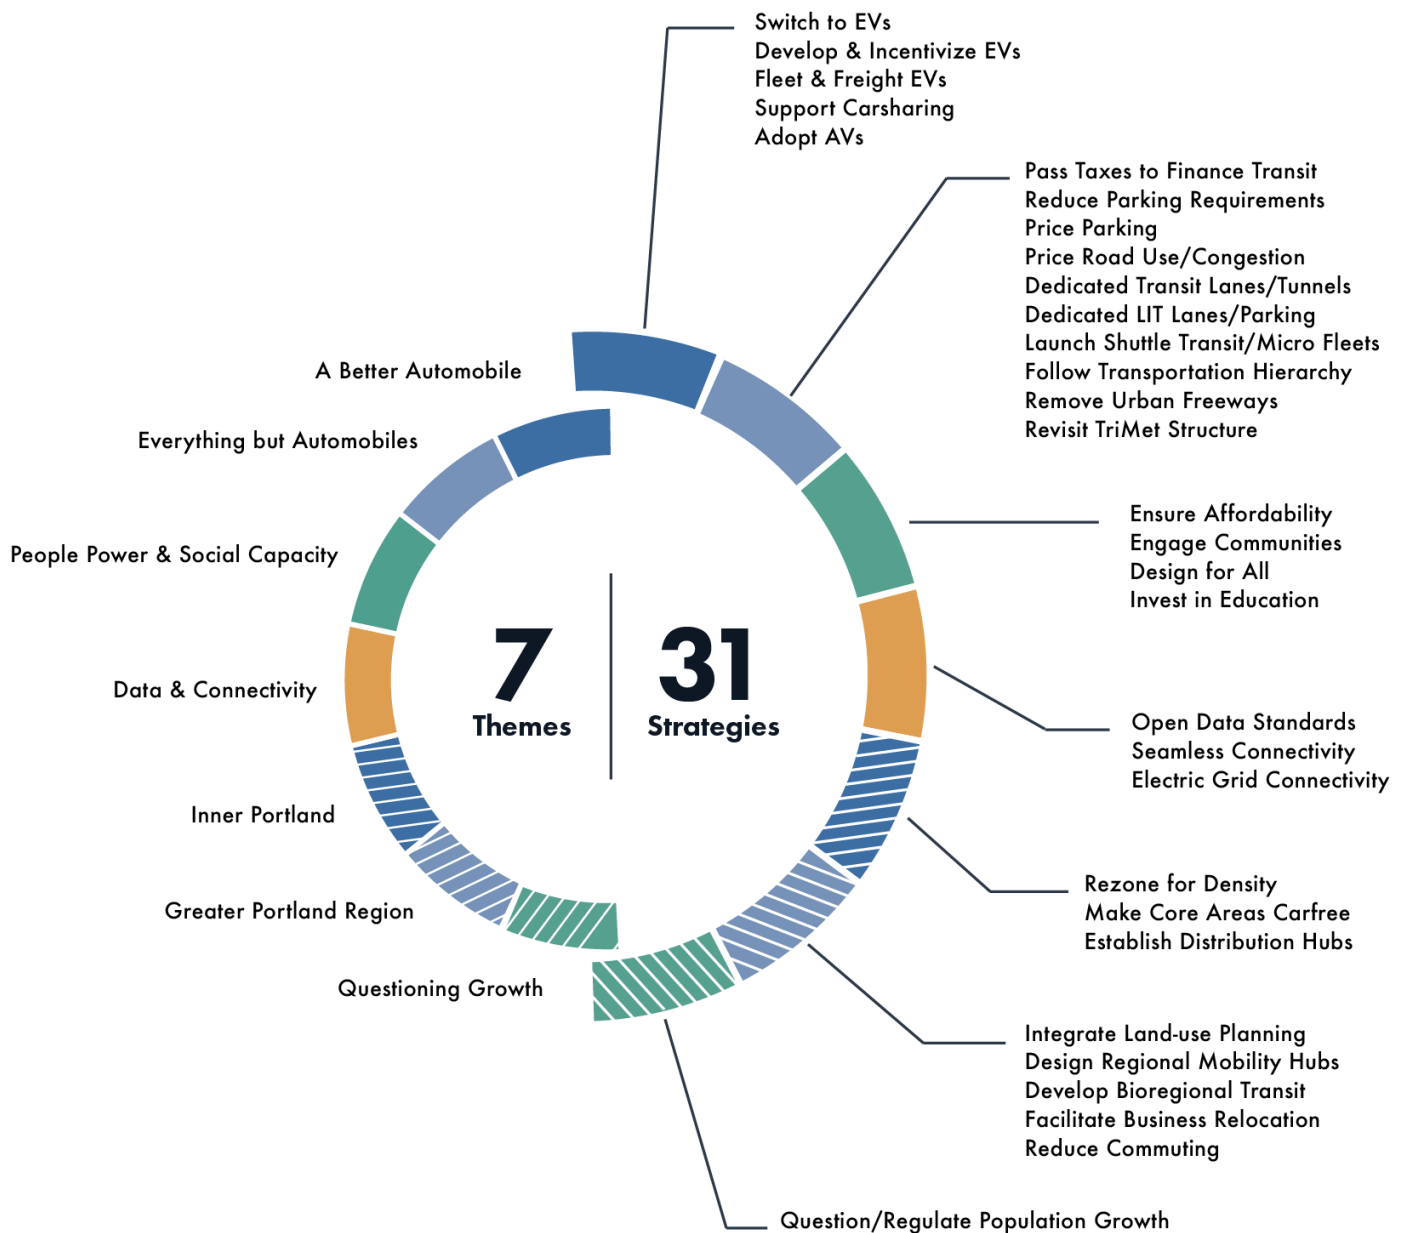 Switch to EVs
Develop & Incentivize EVs
Fleet & Freight EVs
Support Carsharing
Adopt AVs
Pass Taxes to Finance Transit
Reduce Parking Requirements
Price Parking
Price Road Use/Congestion
Dedicated Transit Lanes/Tunnels
Dedicated LIT Lanes/Parking
Launch Shuttle Transit/Micro Fleets
Follow Transportation Hierarchy
Remove Urban Freeways
Revisit TriMet Structure
A Better Automobile
Everything but Automobiles
People Power & Social Capacity
Data & Connectivity
Inner Portland
Greater Portland Region
Questioning Growth
7
Themes
31
Strategies
Ensure Affordability
Engage Communities
Design for All
Invest in Education
Open Data Standards
Seamless Connectivity
Electric Grid Connectivity
Rezone for Density
Make Core Areas Carfree
Establish Distribution Hubs
Integrate Land-use Planning
Design Regional Mobility Hubs
Develop Bioregional Transit
Facilitate Business Relocation
Reduce Commuting
Question/Regulate Population Growth